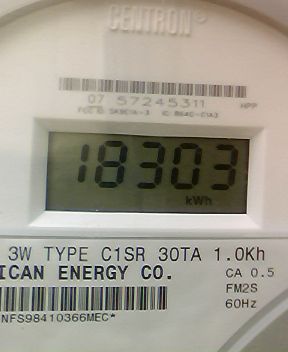 CENTRON®
07 57245311 HPP
18303
kWh
3W TYPE C1SR 30TA 1.0Kh
ICAN ENERGY CO. CA 0.5
FM2S
60Hz
NFS98410366MEC*